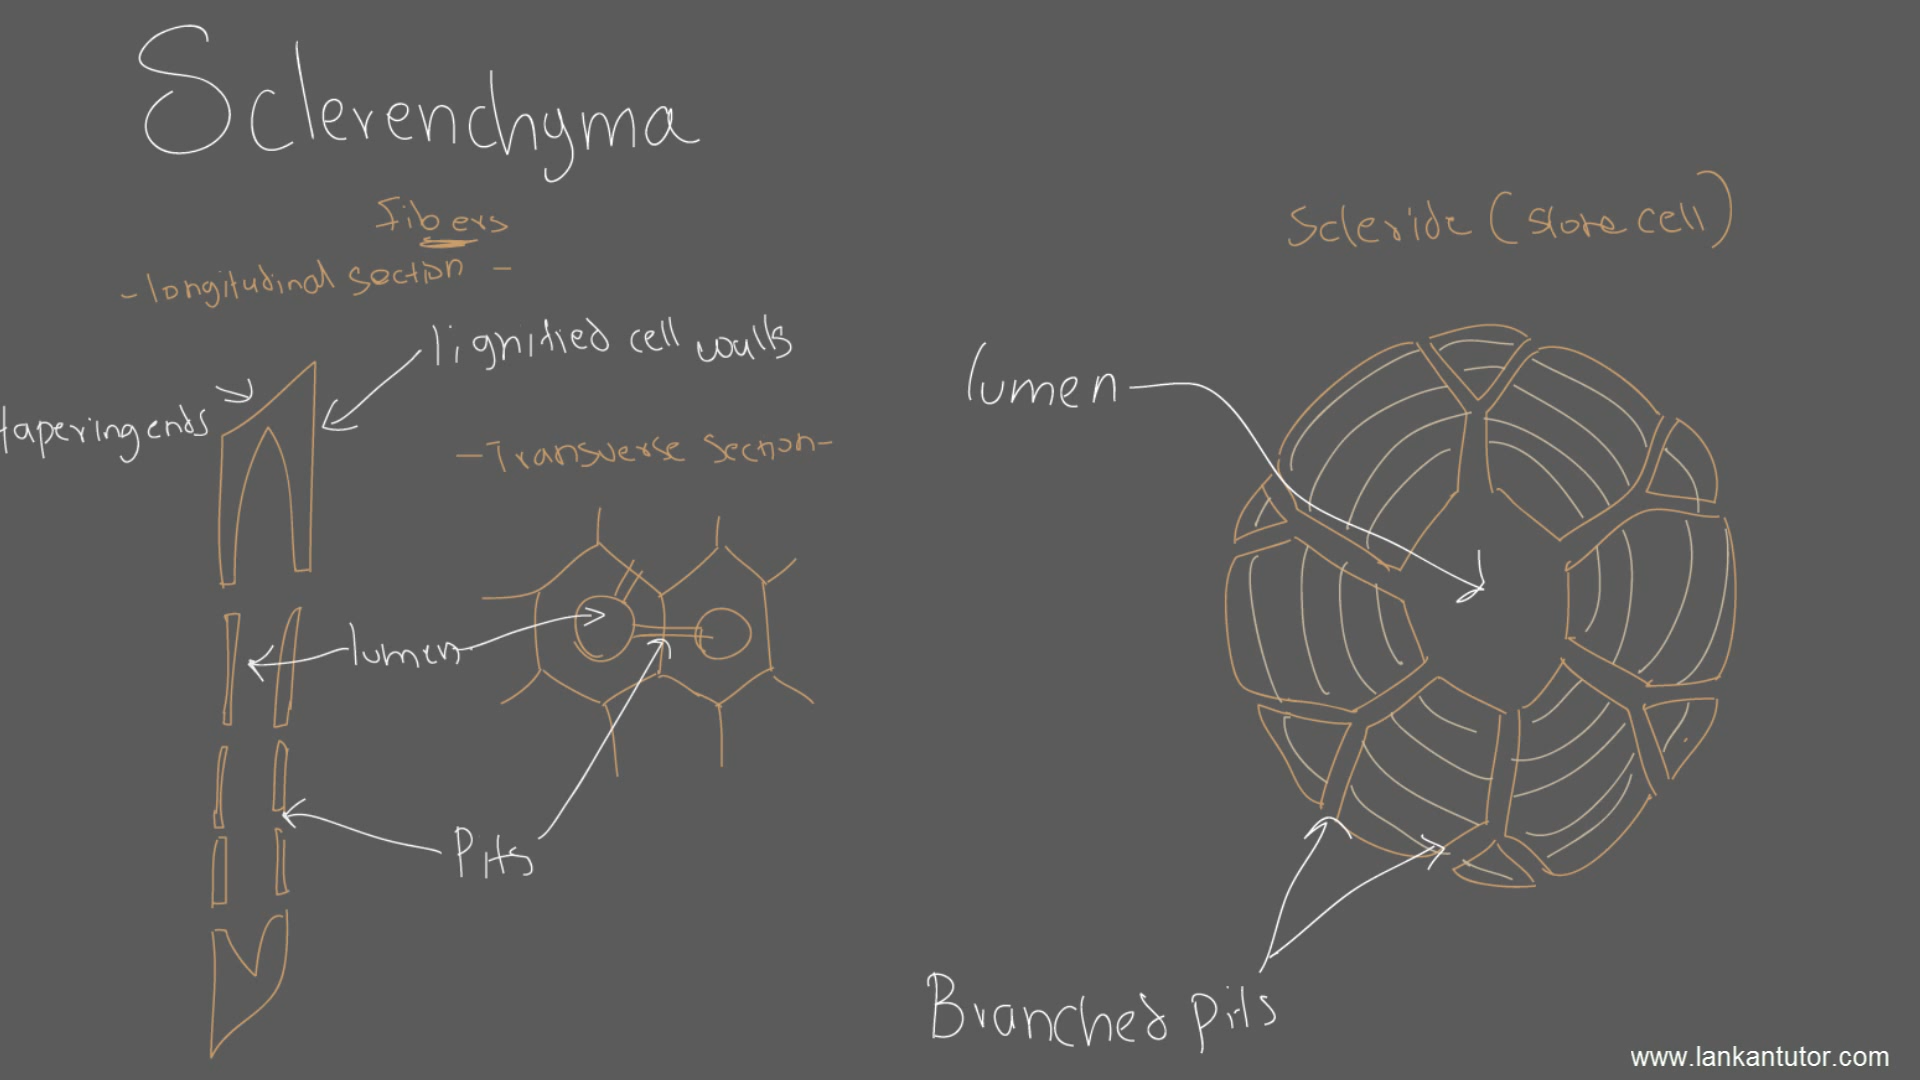 Sclerenchyma
fibers
- longitudinal section -
lignified cell walls
tapering ends
- Transverse section -
lumen
Pits
Scleride (stone cell)
lumen
Branched pits
www.lankantutor.com